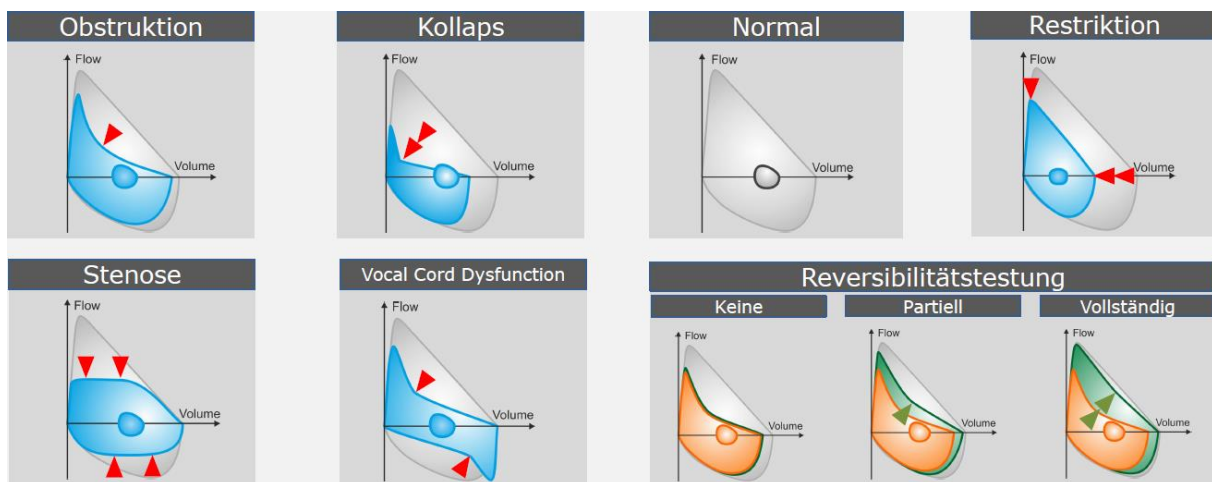 Obstruktion
Flow
Volume
Kollaps
Flow
Volume
Normal
Flow
Volume
Restriktion
Flow
Volume
Stenose
Flow
Volume
Vocal Cord Dysfunction
Flow
Volume
Reversibilitätstestung
Keine
Flow
Volume
Partiell
Flow
Volume
Vollständig
Flow
Volume